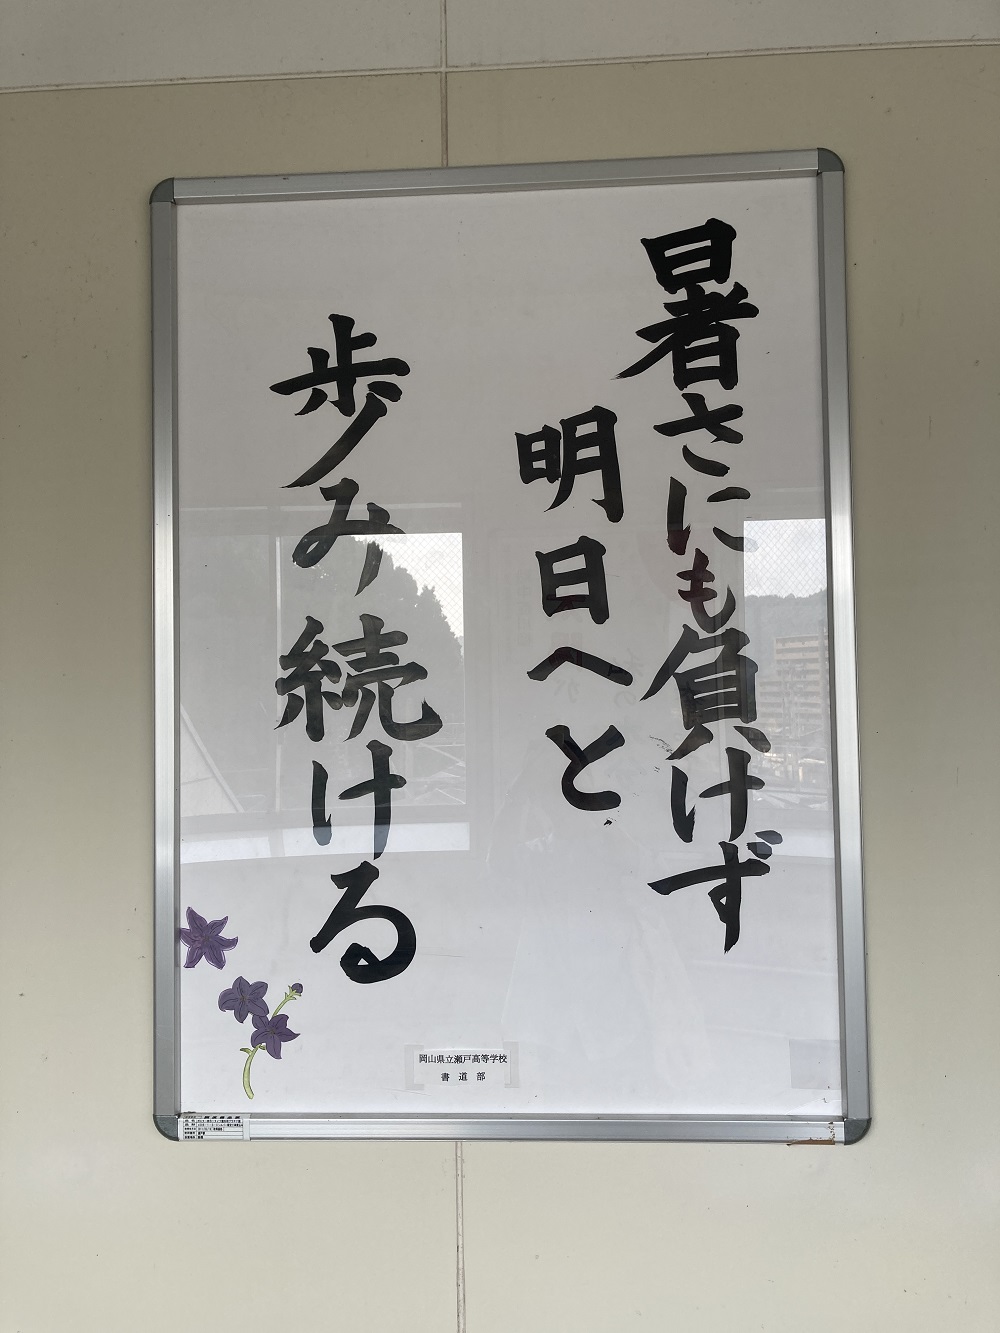 暑さにも負けず
明日へと
歩み続ける
岡山県立瀬戸高等学校
書道部